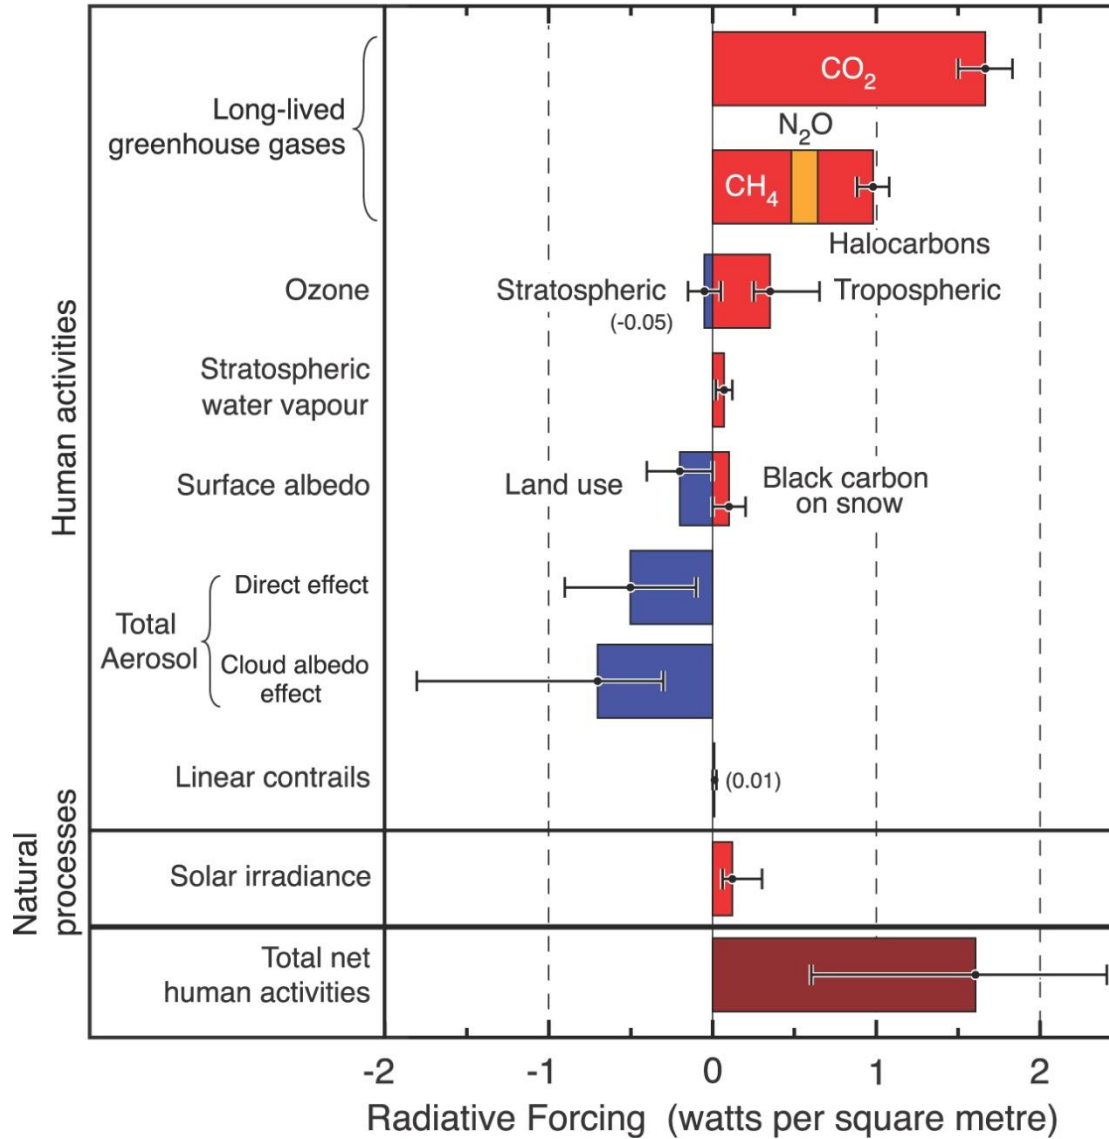 Human activities
Long-lived
greenhouse gases
CO₂
N₂O
CH₄
Halocarbons
Ozone
Stratospheric
(-0.05)
Tropospheric
Stratospheric
water vapour
Surface albedo
Land use
Black carbon
on snow
Total
Aerosol
Direct effect
Cloud albedo
effect
Linear contrails
(0.01)
Natural
processes
Solar irradiance
Total net
human activities
-2 -1 0 1 2
Radiative Forcing (watts per square metre)